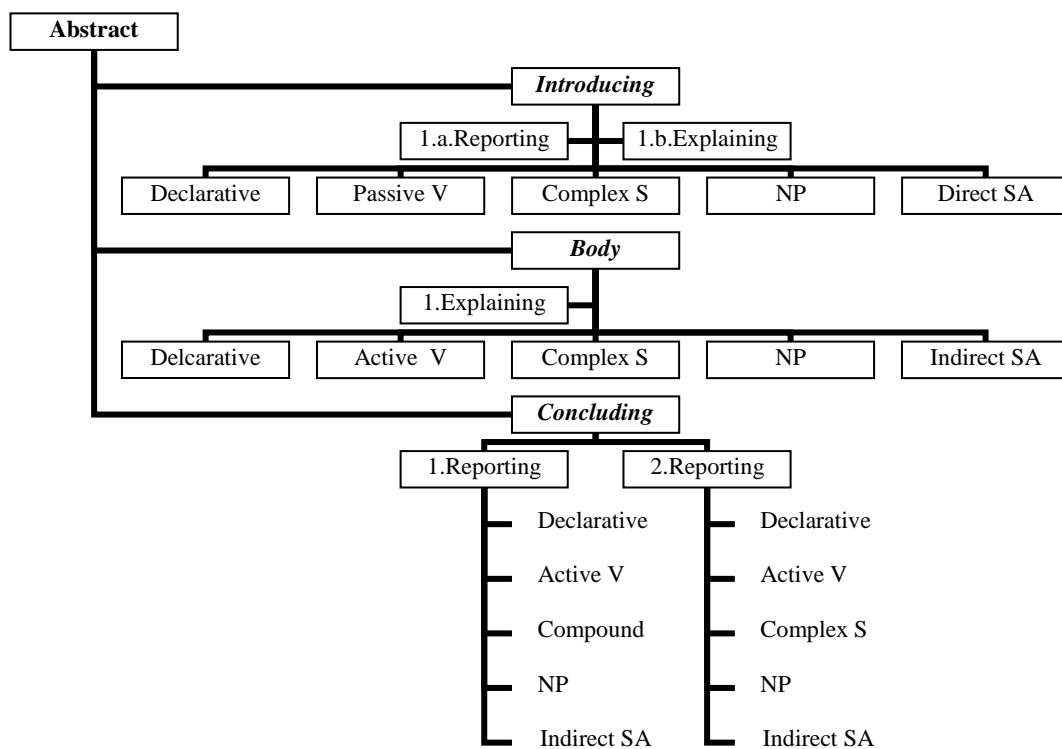 Abstract
Introducing
1.a.Reporting 1.b.Explaining
Declarative Passive V Complex S NP Direct SA
Body
1.Explaining
Delcarative Active V Complex S NP Indirect SA
Concluding
1.Reporting 2.Reporting
Declarative Declarative
Active V Active V
Compound Complex S
NP NP
Indirect SA Indirect SA